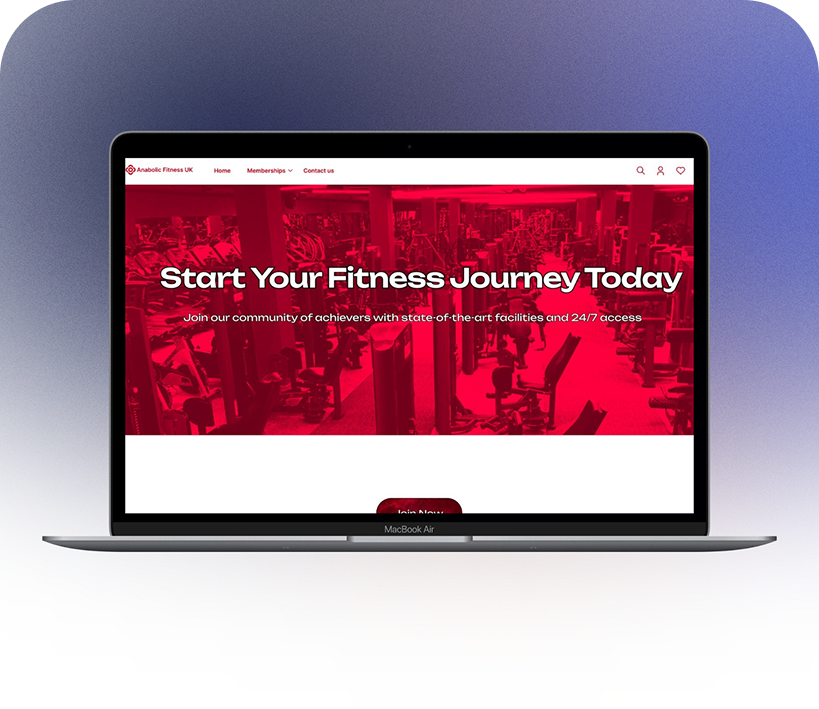 Anabolic Fitness UK
Home
Memberships
Contact us
Start Your Fitness Journey Today
Join our community of achievers with state-of-the-art facilities and 24/7 access
Join Now
MacBook Air